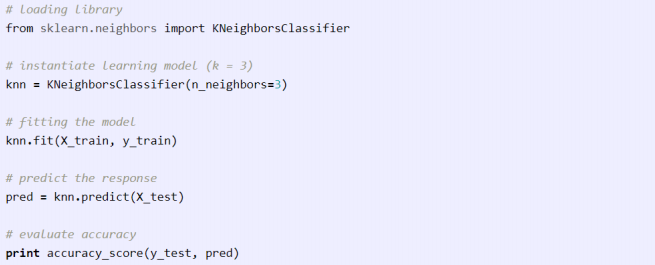 # loading library
from sklearn.neighbors import KNeighborsClassifier
# instantiate learning model (k = 3)
knn = KNeighborsClassifier(n_neighbors=3)
# fitting the model
knn.fit(X_train, y_train)
# predict the response
pred = knn.predict(X_test)
# evaluate accuracy
print accuracy_score(y_test, pred)